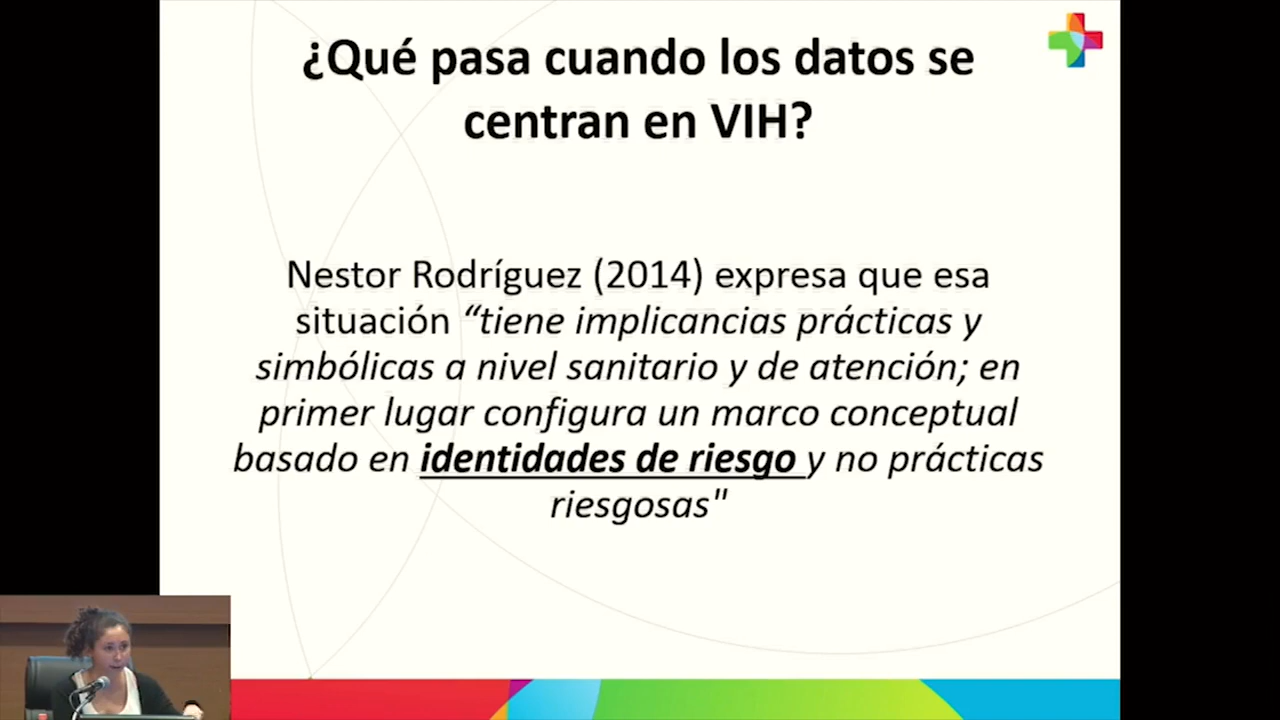 ¿Qué pasa cuando los datos se
centran en VIH?
Nestor Rodríguez (2014) expresa que esa
situación “tiene implicancias prácticas y
simbólicas a nivel sanitario y de atención; en
primer lugar configura un marco conceptual
basado en identidades de riesgo y no prácticas
riesgosas"